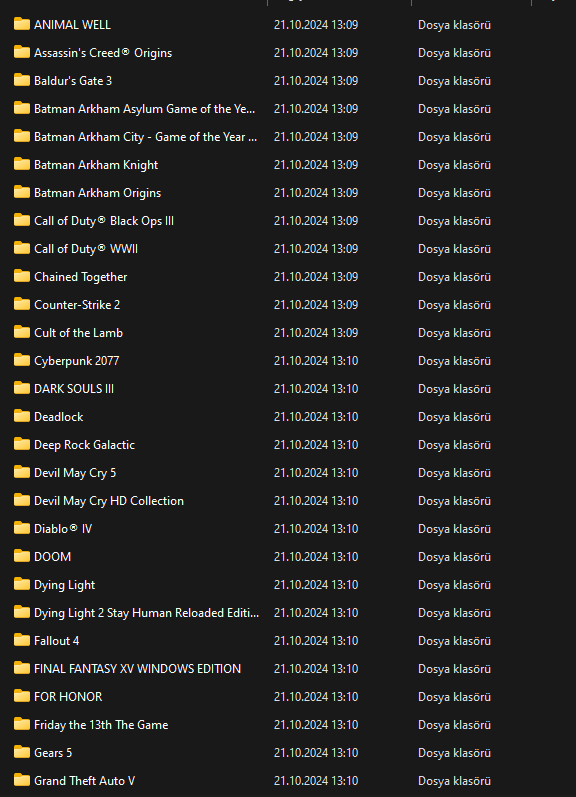 ANIMAL WELL 21.10.2024 13:09 Dosya klasörü
Assassin's Creed® Origins 21.10.2024 13:09 Dosya klasörü
Baldur's Gate 3 21.10.2024 13:09 Dosya klasörü
Batman Arkham Asylum Game of the Ye... 21.10.2024 13:09 Dosya klasörü
Batman Arkham City - Game of the Year ... 21.10.2024 13:09 Dosya klasörü
Batman Arkham Knight 21.10.2024 13:09 Dosya klasörü
Batman Arkham Origins 21.10.2024 13:09 Dosya klasörü
Call of Duty® Black Ops III 21.10.2024 13:09 Dosya klasörü
Call of Duty® WWII 21.10.2024 13:09 Dosya klasörü
Chained Together 21.10.2024 13:09 Dosya klasörü
Counter-Strike 2 21.10.2024 13:09 Dosya klasörü
Cult of the Lamb 21.10.2024 13:09 Dosya klasörü
Cyberpunk 2077 21.10.2024 13:10 Dosya klasörü
DARK SOULS III 21.10.2024 13:10 Dosya klasörü
Deadlock 21.10.2024 13:10 Dosya klasörü
Deep Rock Galactic 21.10.2024 13:10 Dosya klasörü
Devil May Cry 5 21.10.2024 13:10 Dosya klasörü
Devil May Cry HD Collection 21.10.2024 13:10 Dosya klasörü
Diablo® IV 21.10.2024 13:10 Dosya klasörü
DOOM 21.10.2024 13:10 Dosya klasörü
Dying Light 21.10.2024 13:10 Dosya klasörü
Dying Light 2 Stay Human Reloaded Editi... 21.10.2024 13:10 Dosya klasörü
Fallout 4 21.10.2024 13:10 Dosya klasörü
FINAL FANTASY XV WINDOWS EDITION 21.10.2024 13:10 Dosya klasörü
FOR HONOR 21.10.2024 13:10 Dosya klasörü
Friday the 13th The Game 21.10.2024 13:10 Dosya klasörü
Gears 5 21.10.2024 13:10 Dosya klasörü
Grand Theft Auto V 21.10.2024 13:10 Dosya klasörü